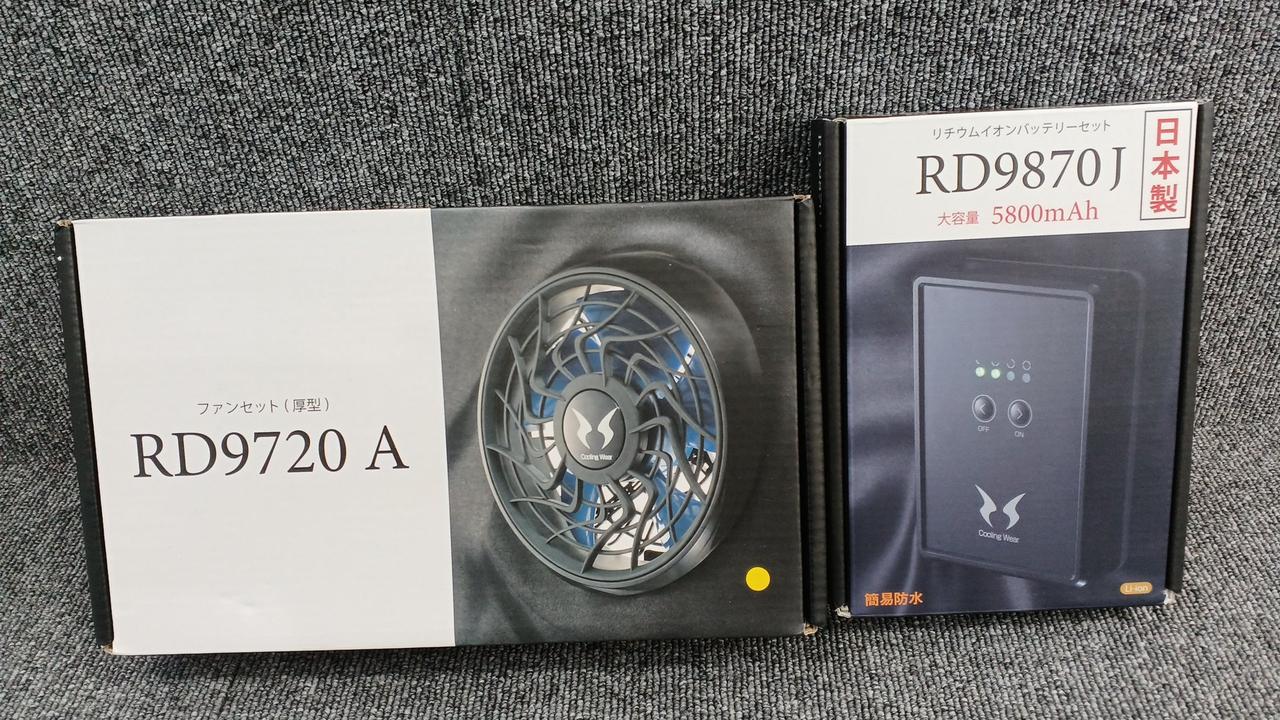 ファンセット(厚型)
RD9720 A
Cooling Wear
リチウムイオンバッテリーセット
RD9870J
大容量 5800mAh
日本製
OFF ON
Cooling Wear
簡易防水
Li-ion